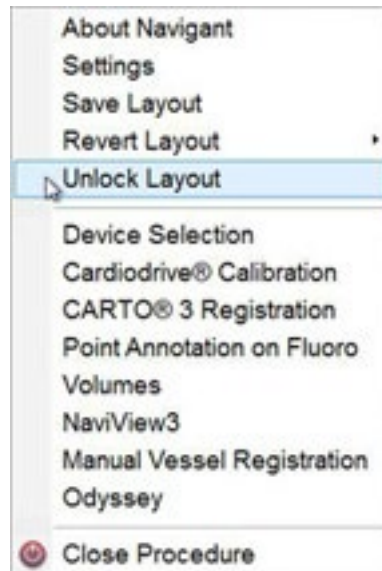 About Navigant
Settings
Save Layout
Revert Layout
Unlock Layout
Device Selection
Cardiodrive® Calibration
CARTO® 3 Registration
Point Annotation on Fluoro
Volumes
NaviView3
Manual Vessel Registration
Odyssey
Close Procedure